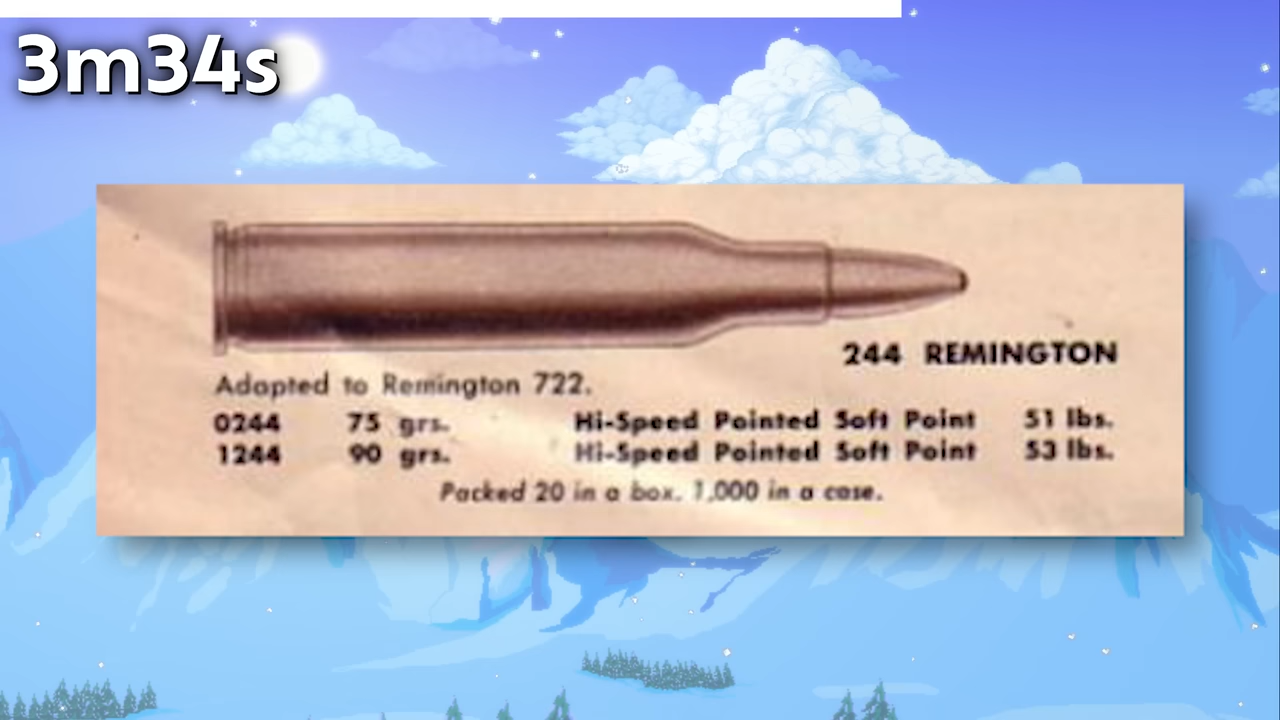 3m34s
244 REMINGTON
Adapted to Remington 722.
0244 75 grs. Hi-Speed Pointed Soft Point 51 lbs.
1244 90 grs. Hi-Speed Pointed Soft Point 53 lbs.
Packed 20 in a box. 1,000 in a case.